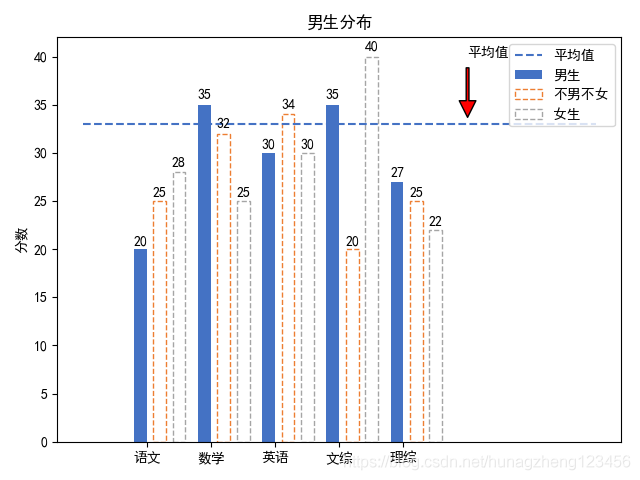 男生分布
平均值
平均值
男生
不男不女
女生
分数
40
35
30
25
20
15
10
5
0
20
25
28
35
32
25
30
34
30
35
20
40
27
25
22
语文
数学
英语
文综
理综
https://blog.csdn.net/hunagzheng123456